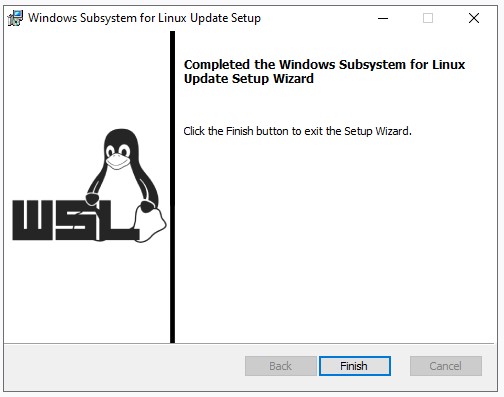 Windows Subsystem for Linux Update Setup
Completed the Windows Subsystem for Linux
Update Setup Wizard
Click the Finish button to exit the Setup Wizard.
WSL
Back
Finish
Cancel